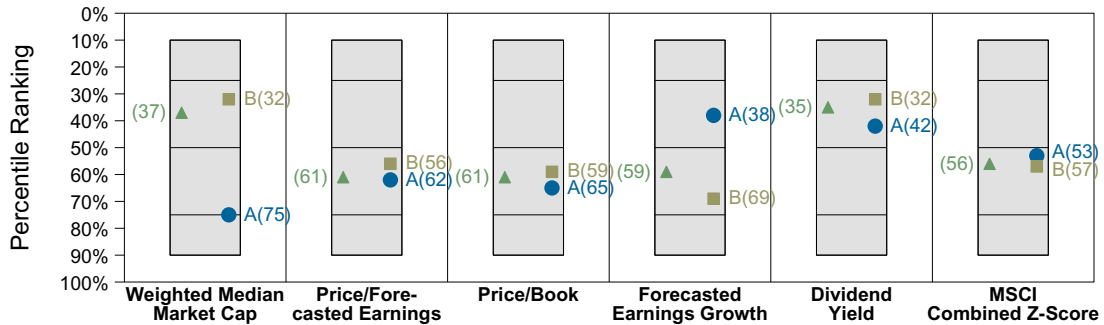 Percentile Ranking
0%
10%
20%
30%
40%
50%
60%
70%
80%
90%
100%
(37)
B(32)
A(75)
(61)
B(56)
A(62)
(61)
B(59)
A(65)
(59)
A(38)
B(69)
(35)
B(32)
A(42)
(56)
A(53)
B(57)
Weighted Median
Market Cap
Price/Fore-
casted Earnings
Price/Book
Forecasted
Earnings Growth
Dividend
Yield
MSCI
Combined Z-Score